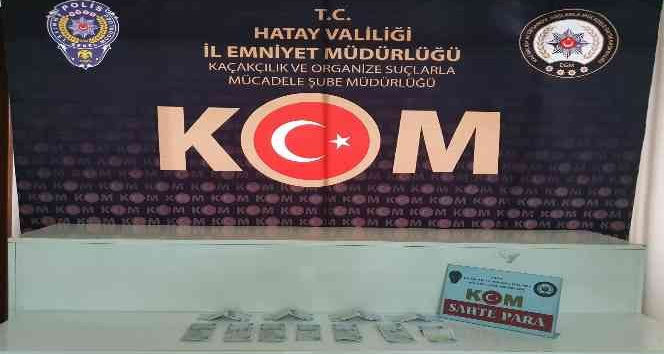 POLİS
T.C.
HATAY VALİLİĞİ
İL EMNİYET MÜDÜRLÜĞÜ
KAÇAKÇILIK VE ORGANİZE SUÇLARLA
MÜCADELE ŞUBE MÜDÜRLÜĞÜ
KOM
KOM
SAHTE PARA